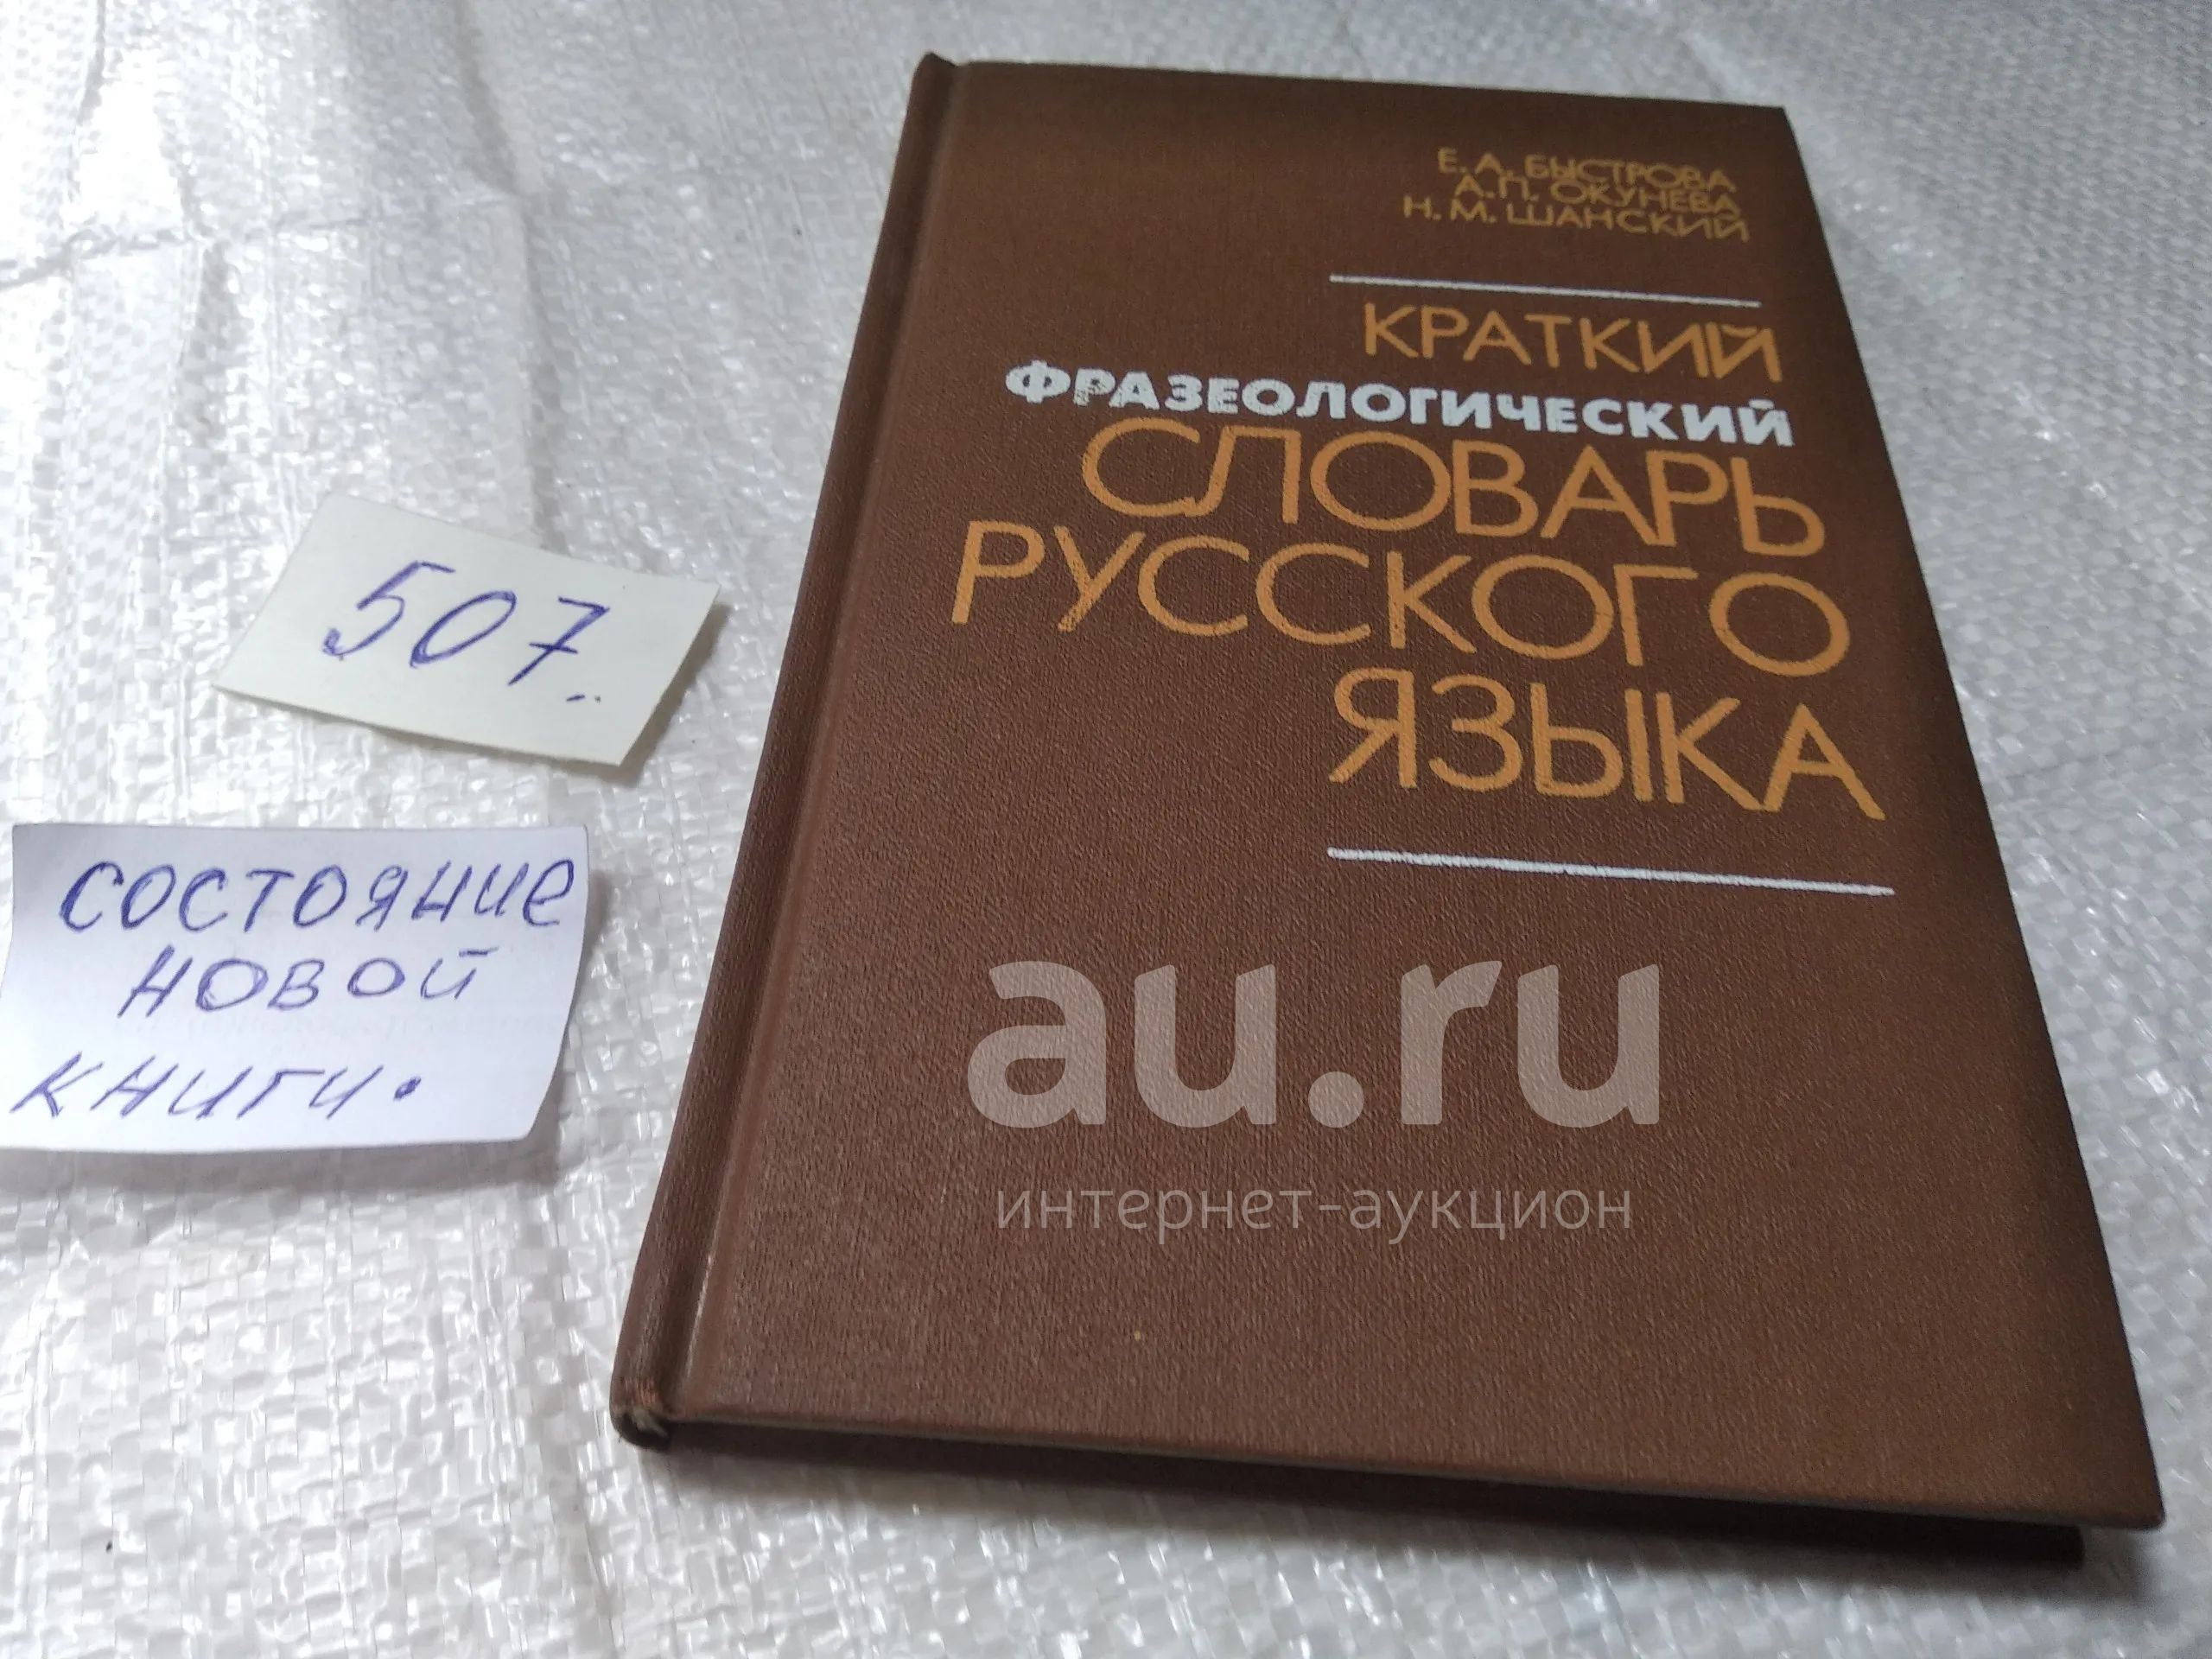 Е. А. БЫСТРОВА
А. П. ОКУНЕВА
Н. М. ШАНСКИЙ
КРАТКИЙ
ФРАЗЕОЛОГИЧЕСКИЙ
СЛОВАРЬ
РУССКОГО
ЯЗЫКА
507..
СОСТОЯНИЕ
НОВОЙ
КНИГИ.
au.ru
интернет-аукцион